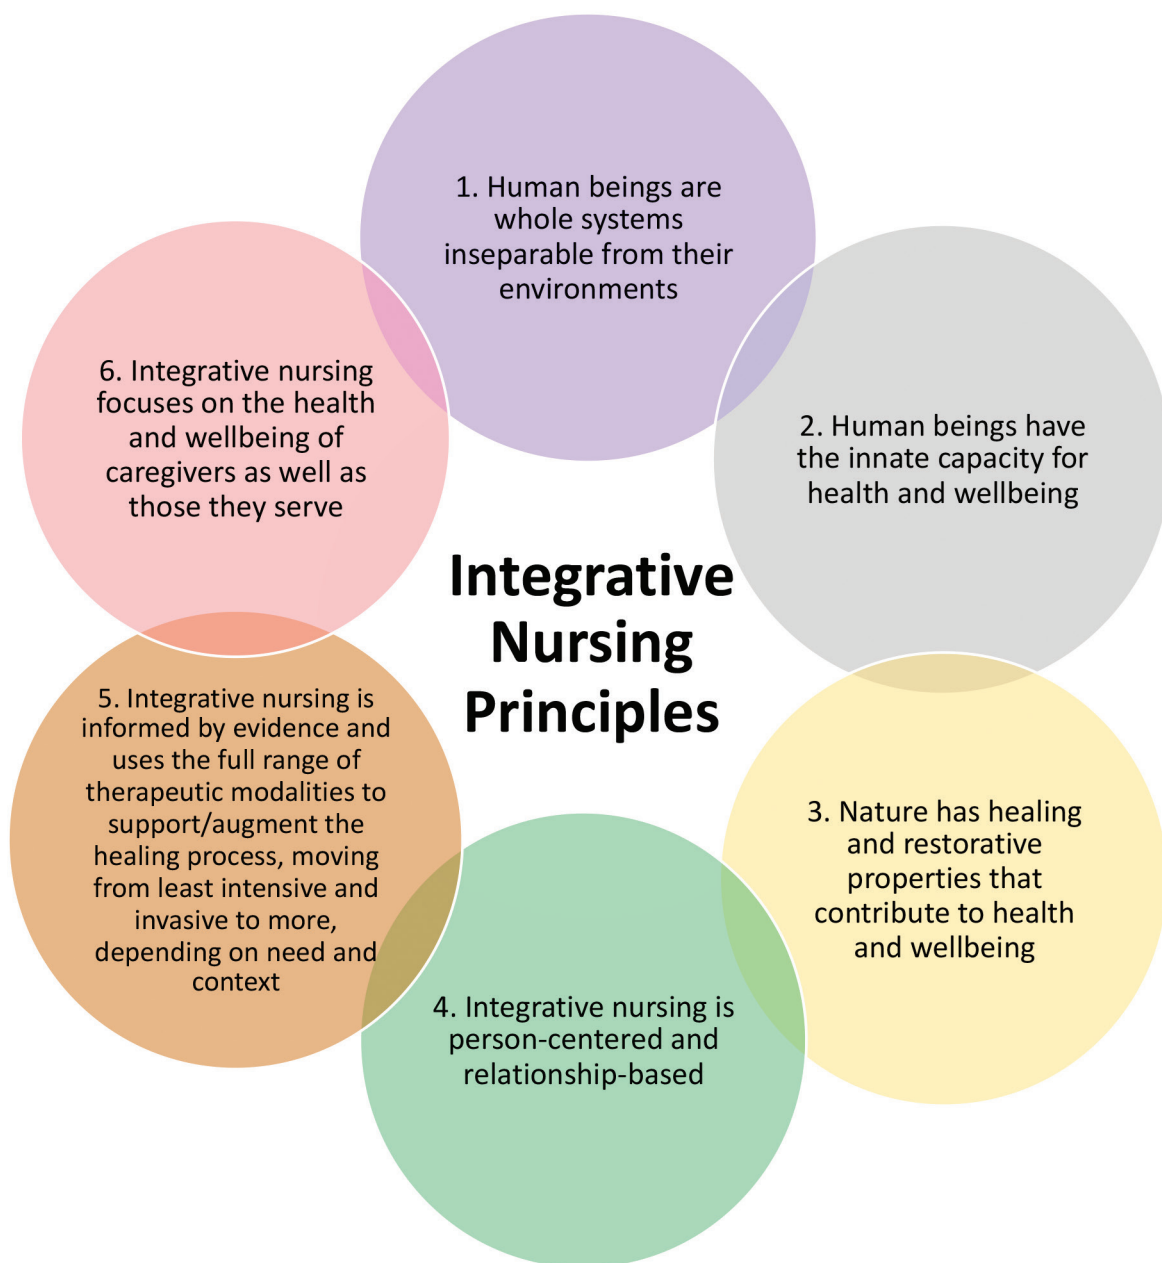 1. Human beings are
whole systems
inseparable from their
environments
2. Human beings have
the innate capacity for
health and wellbeing
3. Nature has healing
and restorative
properties that
contribute to health
and wellbeing
4. Integrative nursing is
person-centered and
relationship-based
5. Integrative nursing is
informed by evidence and
uses the full range of
therapeutic modalities to
support/augment the
healing process, moving
from least intensive and
invasive to more,
depending on need and
context
6. Integrative nursing
focuses on the health
and wellbeing of
caregivers as well as
those they serve
Integrative
Nursing
Principles